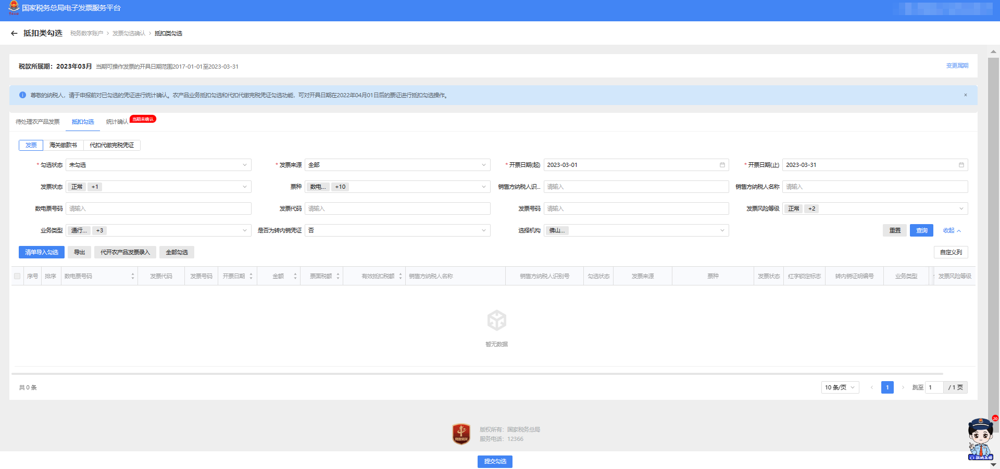 国家税务总局电子发票服务平台
抵扣类勾选 税务数字账户 > 发票勾选确认 > 抵扣类勾选
税款所属期：2023年03月 当期可操作发票的开具日期范围2017-01-01至2023-03-31 变更属期
尊敬的纳税人，请于申报前对已勾选的凭证进行统计确认。农产品业务抵扣勾选和代扣代缴完税凭证勾选功能，可对开具日期在2022年04月01日后的票证进行抵扣勾选操作。 ×
待处理农产品发票 抵扣勾选 统计确认 当期未确认
发票 海关缴款书 代扣代缴完税凭证
* 勾选状态 未勾选 * 发票来源 全部 * 开票日期(起) 2023-03-01 * 开票日期(止) 2023-03-31
发票状态 正常 +1 票种 数电... +10 销售方纳税人识... 请输入 销售方纳税人名称 请输入
数电票号码 请输入 发票代码 请输入 发票号码 请输入 发票风险等级 正常 +2
业务类型 通行... +3 是否为转内销凭证 否 选择机构 佛山... 重置 查询 收起
清单导入勾选 导出 代开农产品发票录入 全部勾选 自定义列
序号 排序 数电票号码 发票代码 发票号码 开票日期 金额 票面税额 有效抵扣税额 销售方纳税人名称 销售方纳税人识别号 勾选状态 发票来源 票种 发票状态 红字锁定标志 转内销证明编号 业务类型 发票风险等级
暂无数据
共 0 条 10 条/页 < 1 > 跳至 1 / 1 页
20
版权所有：国家税务总局
服务电话：12366
提交勾选